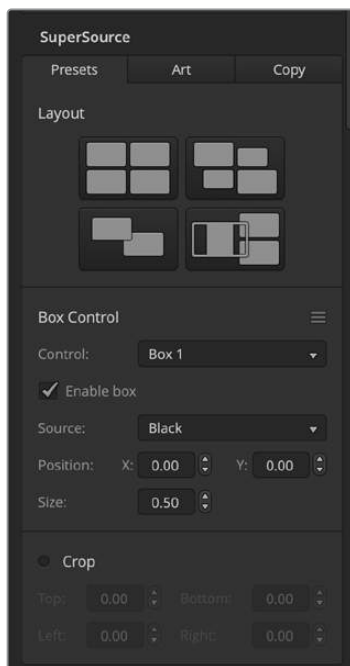 SuperSource
Presets Art Copy
Layout
Box Control
Control: Box 1
Enable box
Source: Black
Position: X: 0.00 Y: 0.00
Size: 0.50
Crop
Top: 0.00 Bottom: 0.00
Left: 0.00 Right: 0.00